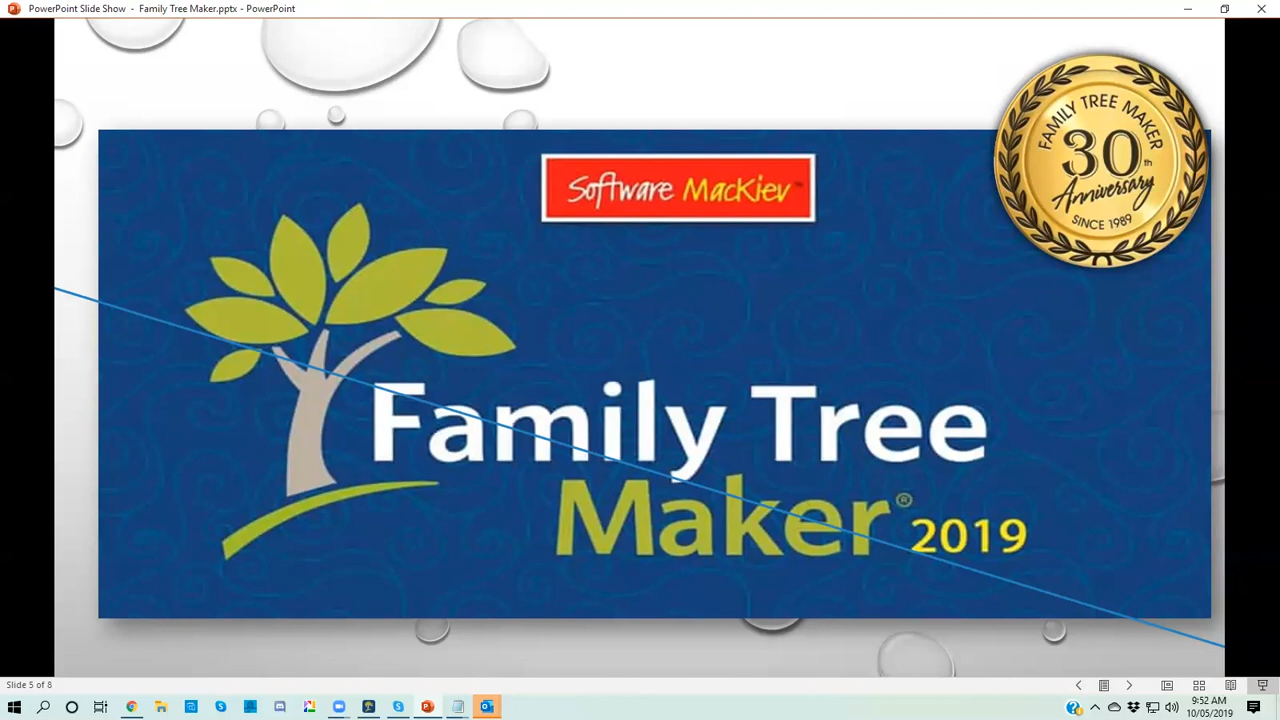 PowerPoint Slide Show - Family Tree Maker.pptx - PowerPoint
FAMILY TREE MAKER
30th
Anniversary
SINCE 1989
Software MacKiev™
Family Tree
Maker® 2019
Slide 5 of 8
9:52 AM
10/05/2019